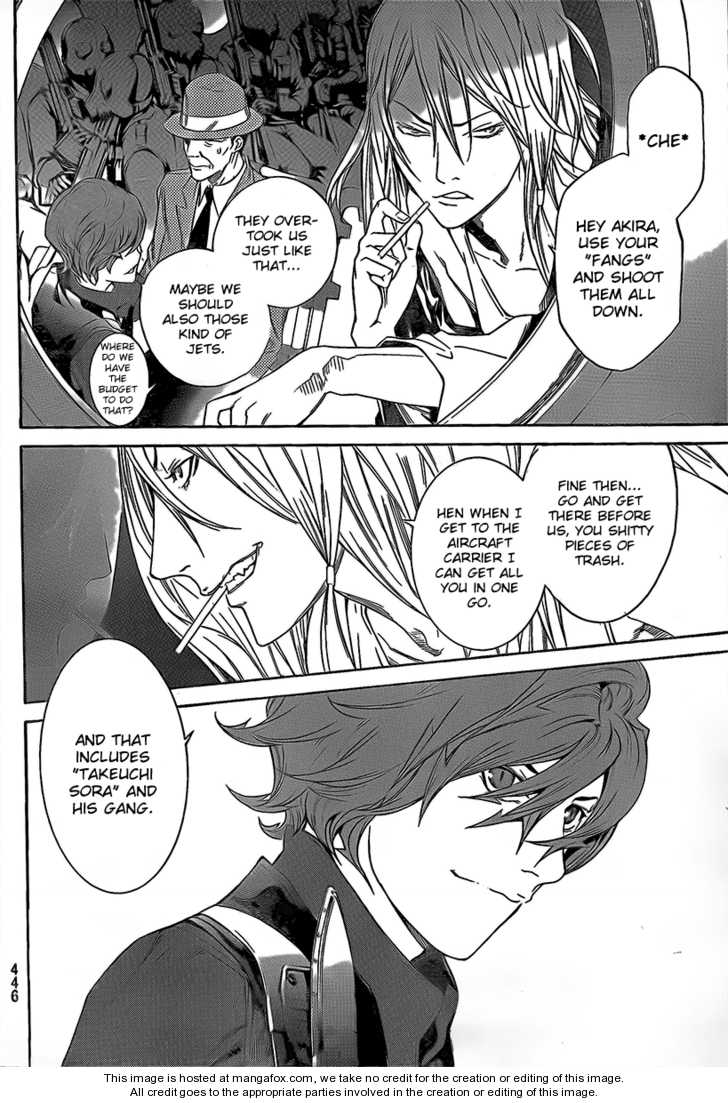 *CHE*
HEY AKIRA,
USE YOUR
"FANGS"
AND SHOOT
THEM ALL
DOWN.
THEY OVER-
TOOK US
JUST LIKE
THAT...
MAYBE WE
SHOULD
ALSO THOSE
KIND OF
JETS.
WHERE
DO WE
HAVE
THE
BUDGET
TO DO
THAT?
FINE THEN...
GO AND GET
THERE BEFORE
US, YOU SHITTY
PIECES OF
TRASH.
HEN WHEN I
GET TO THE
AIRCRAFT
CARRIER I
CAN GET ALL
YOU IN ONE
GO.
AND THAT
INCLUDES
"TAKEUCHI
SORA" AND
HIS GANG.
446
This image is hosted at mangafox.com, we take no credit for the creation or editing of this image.
All credit goes to the appropriate parties involved in the creation or editing of this image.